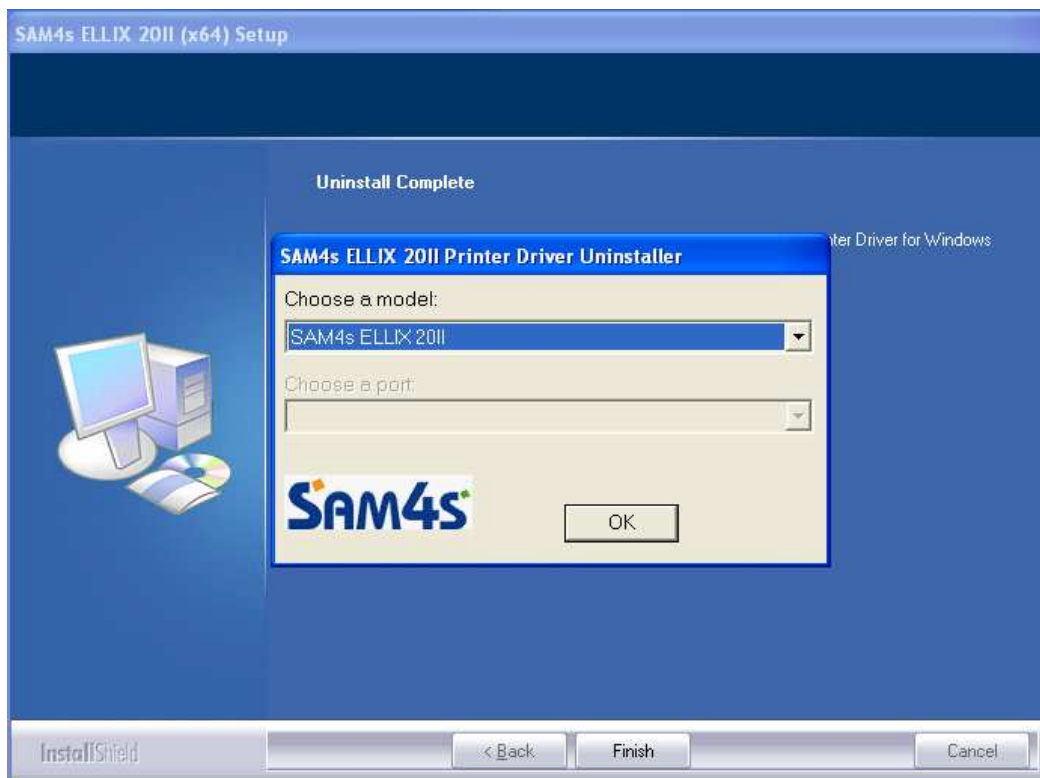 SAM4s ELLIX 20II (x64) Setup
Uninstall Complete
ter Driver for Windows
SAM4s ELLIX 20II Printer Driver Uninstaller
Choose a model:
SAM4s ELLIX 20II
Choose a port:
SAM4s
OK
InstallShield
< Back
Finish
Cancel